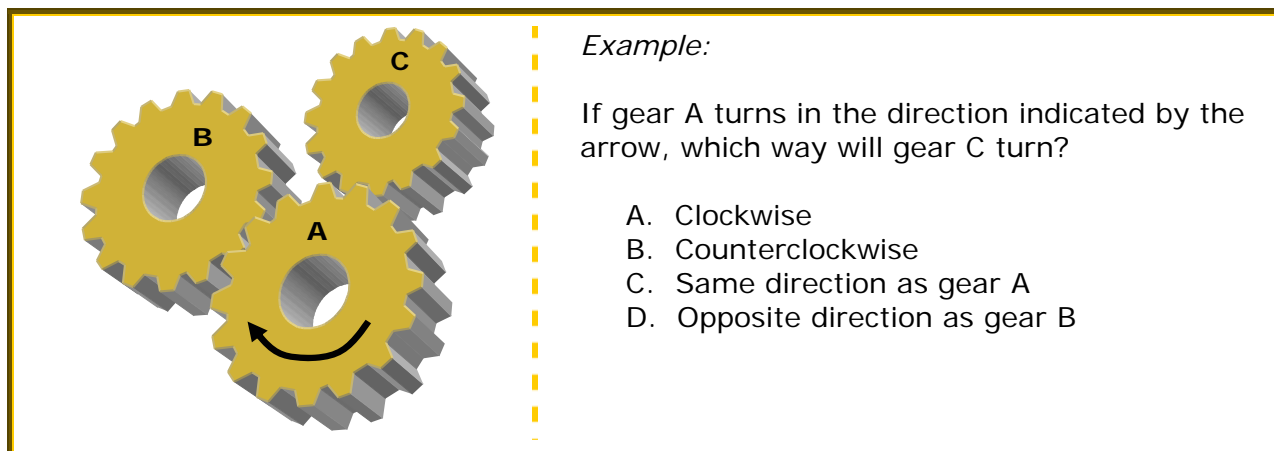 C
B
A
Example:
If gear A turns in the direction indicated by the
arrow, which way will gear C turn?
A. Clockwise
B. Counterclockwise
C. Same direction as gear A
D. Opposite direction as gear B